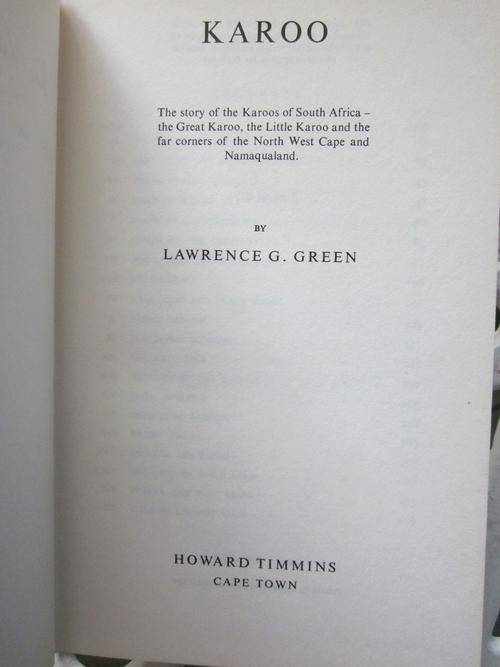 KAROO
The story of the Karoos of South Africa –
the Great Karoo, the Little Karoo and the
far corners of the North West Cape and
Namaqualand.
BY
LAWRENCE G. GREEN
HOWARD TIMMINS
CAPE TOWN